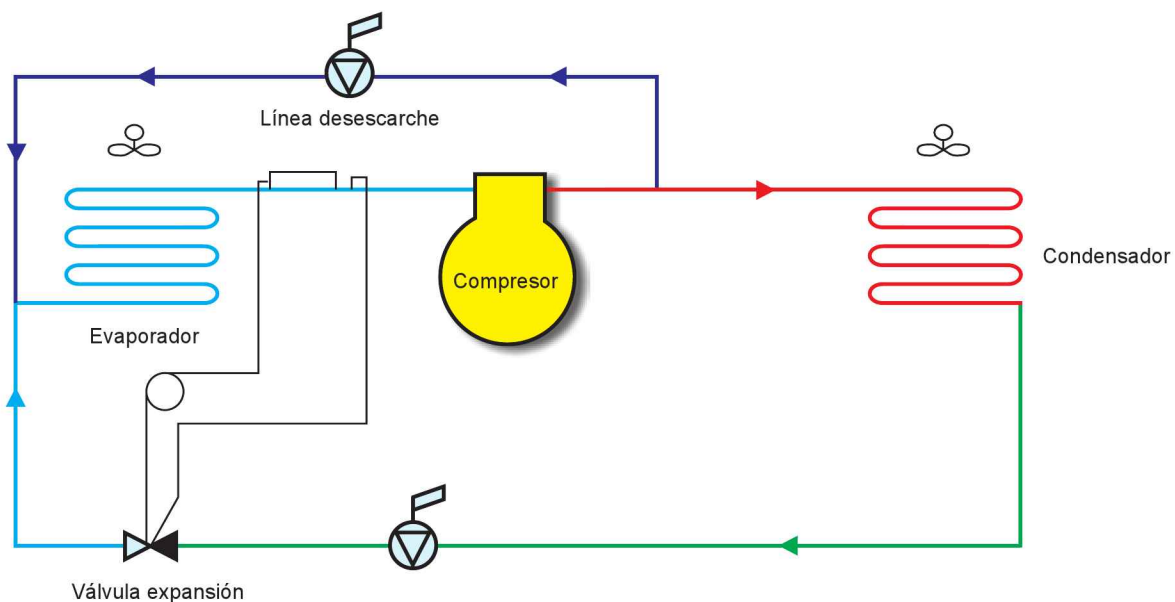 Línea desescarche
Condensador
Compresor
Evaporador
Válvula expansión